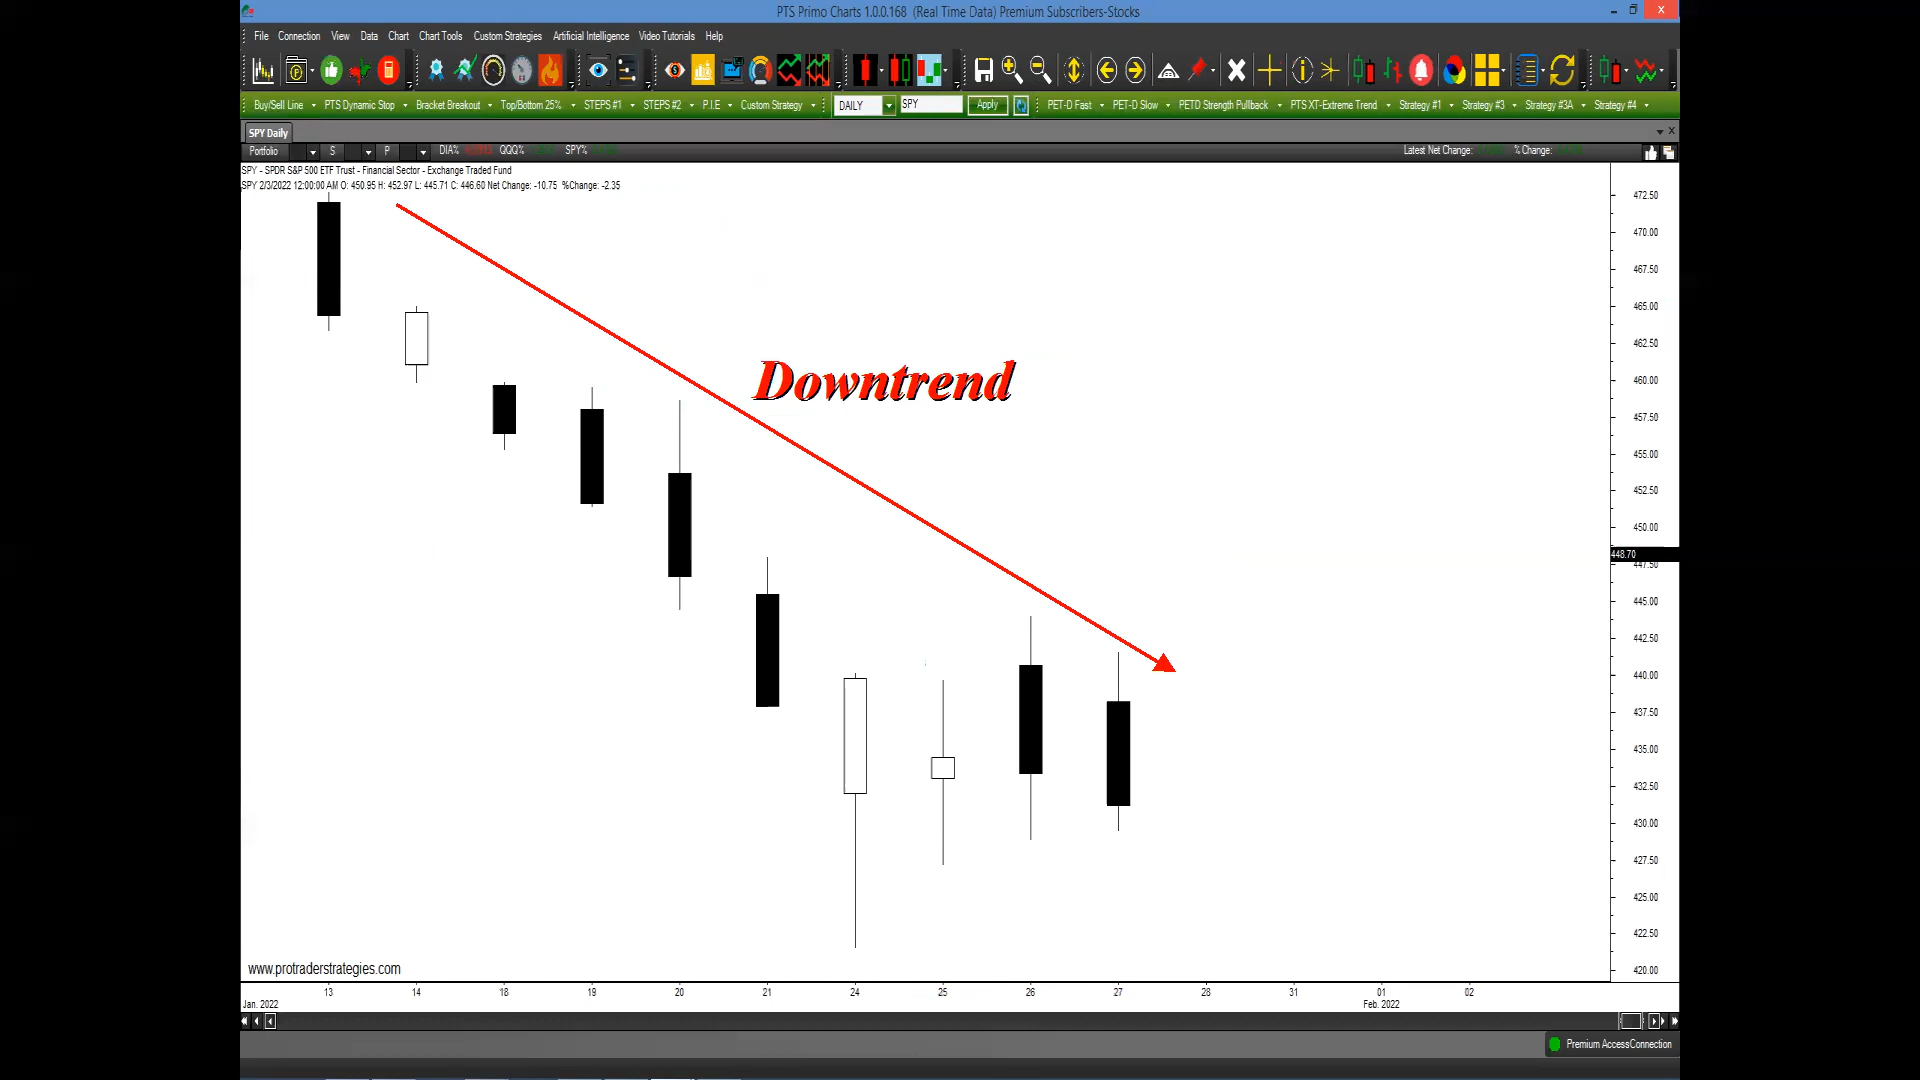 PTS Primo Charts 1.0.0.168 (Real Time Data) Premium Subscribers-Stocks
File Connection View Data Chart Chart Tools Custom Strategies Artificial Intelligence Video Tutorials Help
Buy/Sell Line PTS Dynamic Stop Bracket Breakout Top/Bottom 25% STEPS #1 STEPS #2 P.I.E Custom Strategy DAILY SPY Apply PET-D Fast PET-D Slow PETD Strength Pullback PTS XT-Extreme Trend Strategy #1 Strategy #3 Strategy #3A Strategy #4
SPY Daily
Portfolio S P DIA% QQQ% SPY% Latest Net Change: % Change:
SPY - SPDR S&P 500 ETF Trust - Financial Sector - Exchange Traded Fund
SPY 2/3/2022 12:00:00 AM O: 450.95 H: 452.97 L: 445.71 C: 446.60 Net Change: -10.75 %Change: -2.35
472.50
470.00
467.50
465.00
462.50
460.00
Downtrend
457.50
455.00
452.50
450.00
448.70
447.50
445.00
442.50
440.00
437.50
435.00
432.50
430.00
427.50
425.00
422.50
420.00
www.protraderstrategies.com
13 14 18 19 20 21 24 25 26 27 28 31 01 02
Jan. 2022 Feb. 2022
Premium AccessConnection